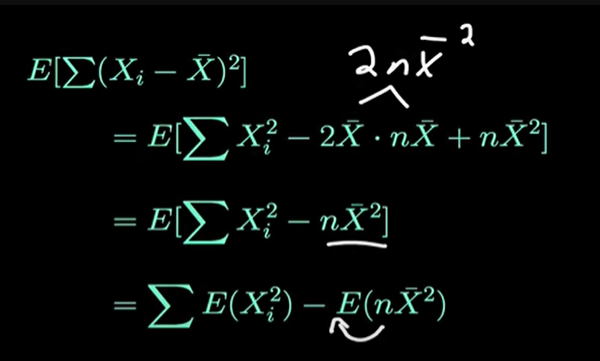 2nX̄²
E[∑(Xᵢ − X̄)²]
= E[∑ Xᵢ² − 2X̄ · nX̄ + nX̄²]
= E[∑ Xᵢ² − nX̄²]
= ∑ E(Xᵢ²) − E(nX̄²)